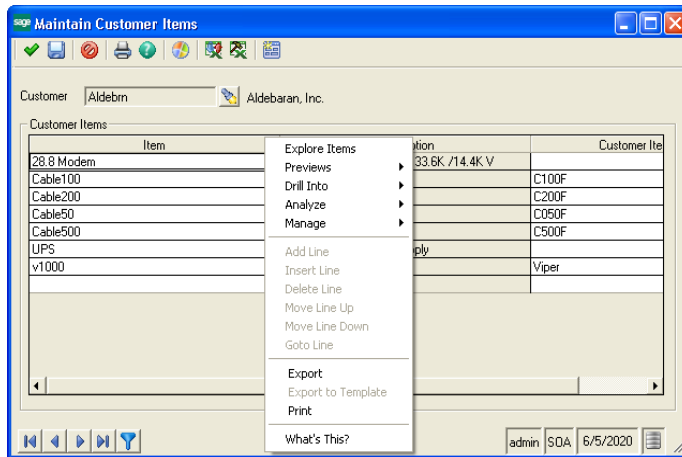 sage Maintain Customer Items
Customer Aldebrn Aldebaran, Inc.
Customer Items
Item ption Customer Ite
28.8 Modem 33.6K /14.4K V
Cable100 C100F
Cable200 C200F
Cable50 C050F
Cable500 C500F
UPS pply
v1000 Viper
Explore Items
Previews
Drill Into
Analyze
Manage
Add Line
Insert Line
Delete Line
Move Line Up
Move Line Down
Goto Line
Export
Export to Template
Print
What's This?
admin SOA 6/5/2020